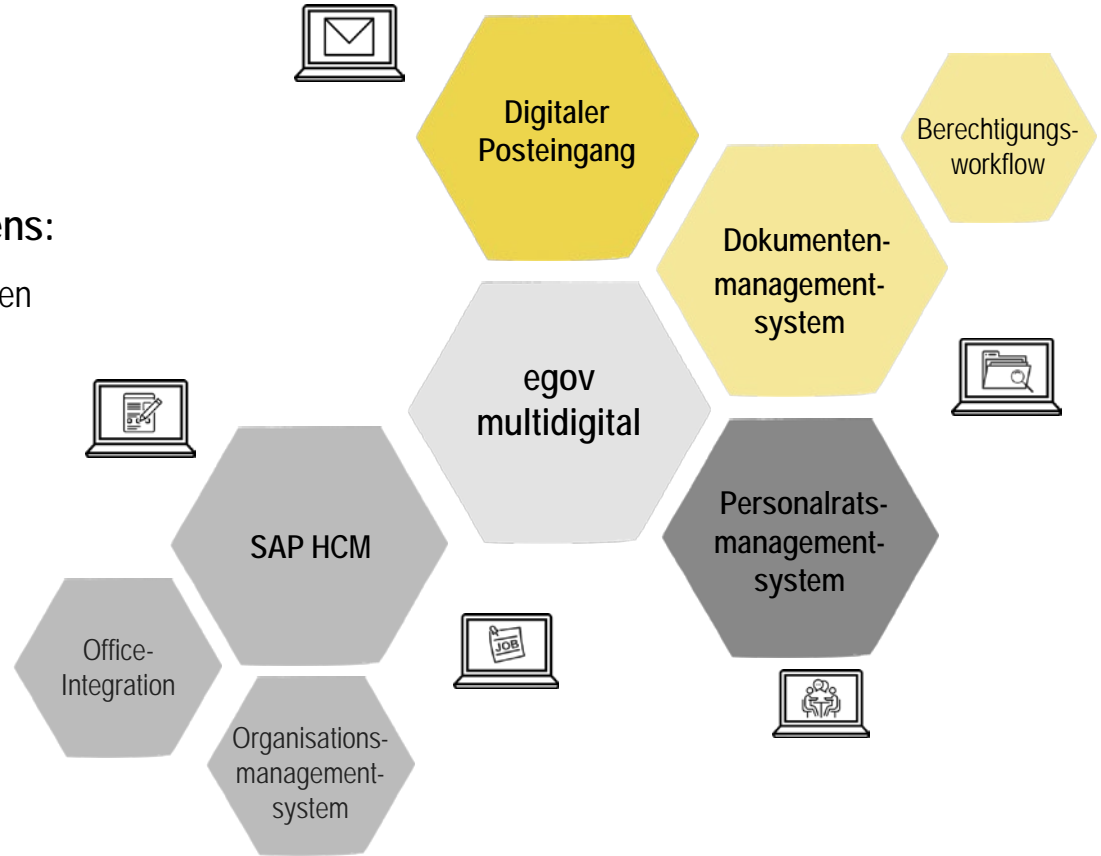 ens:
en
Digitaler
Posteingang
Berechtigungs-
workflow
Dokumenten-
management-
system
egov
multidigital
Personalrats-
management-
system
SAP HCM
JOB
Office-
Integration
Organisations-
management-
system